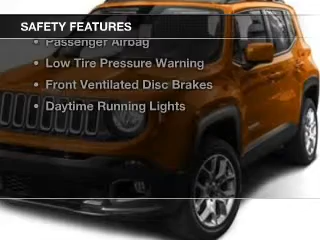 SAFETY FEATURES
• Passenger Airbag
• Low Tire Pressure Warning
• Front Ventilated Disc Brakes
• Daytime Running Lights